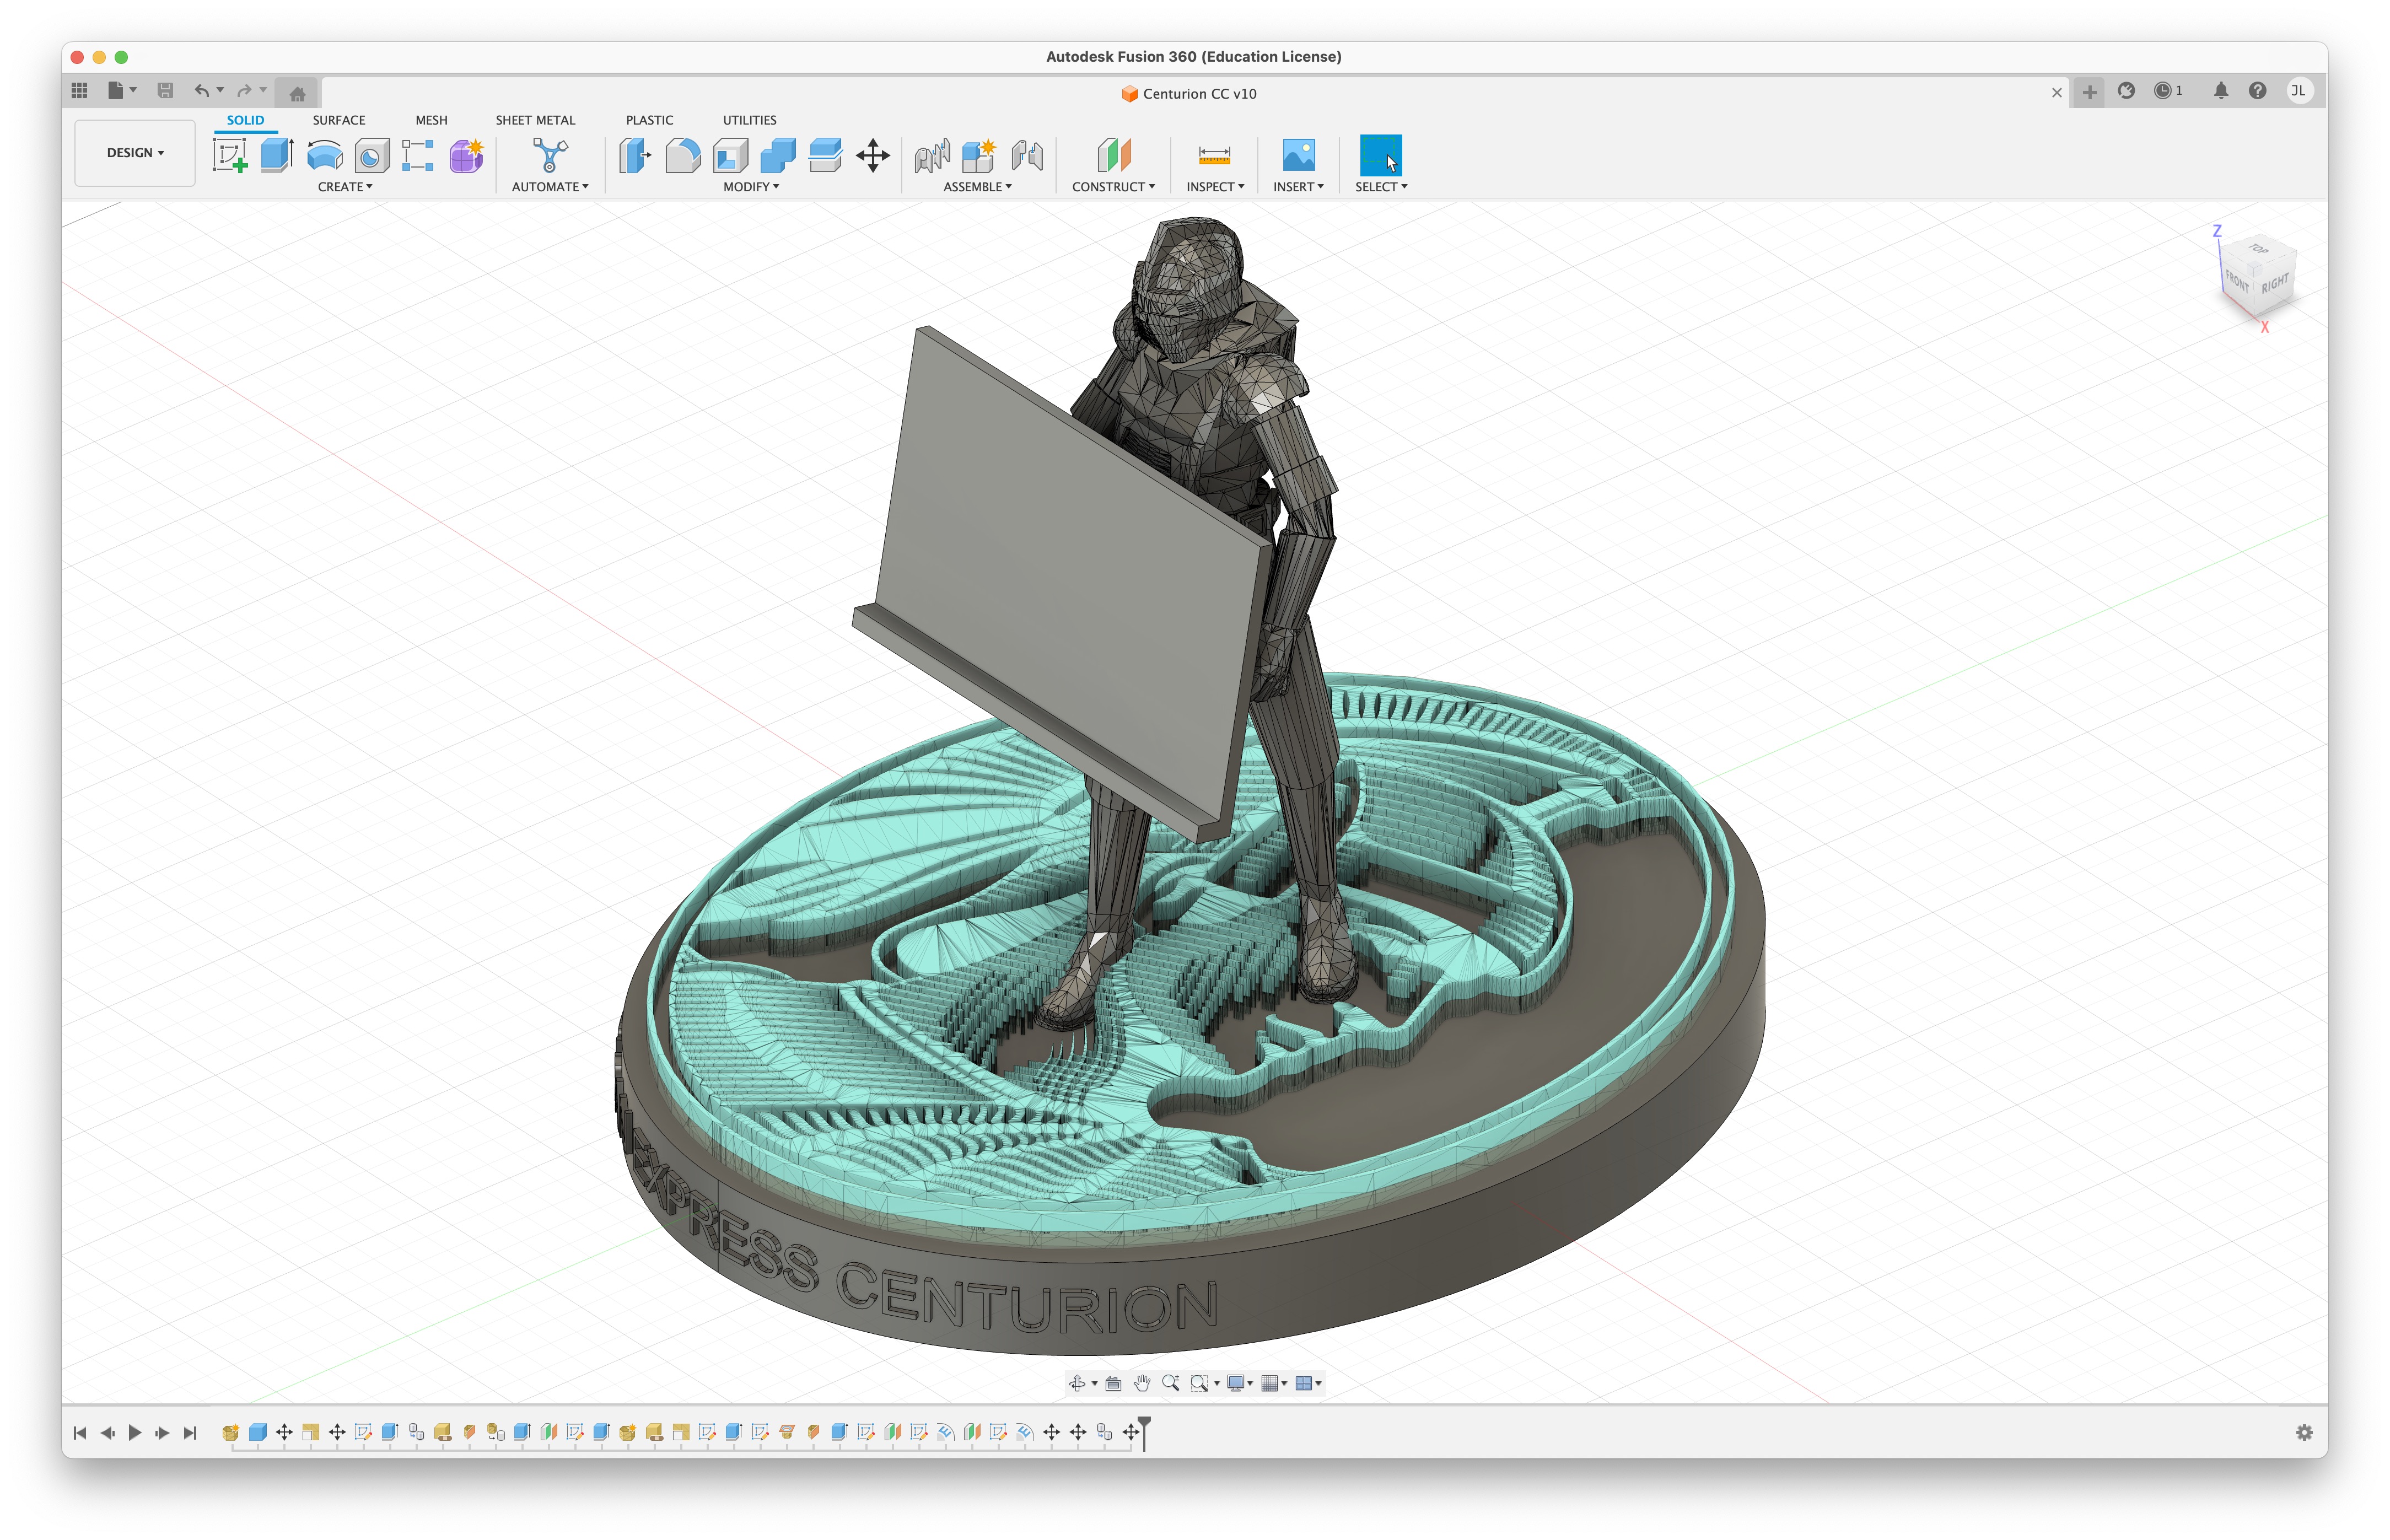 Autodesk Fusion 360 (Education License)
Centurion CC v10
1
JL
SOLID SURFACE MESH SHEET METAL PLASTIC UTILITIES
DESIGN
CREATE AUTOMATE MODIFY ASSEMBLE CONSTRUCT INSPECT INSERT SELECT
Z
TOP
FRONT RIGHT
X
EXPRESS CENTURION